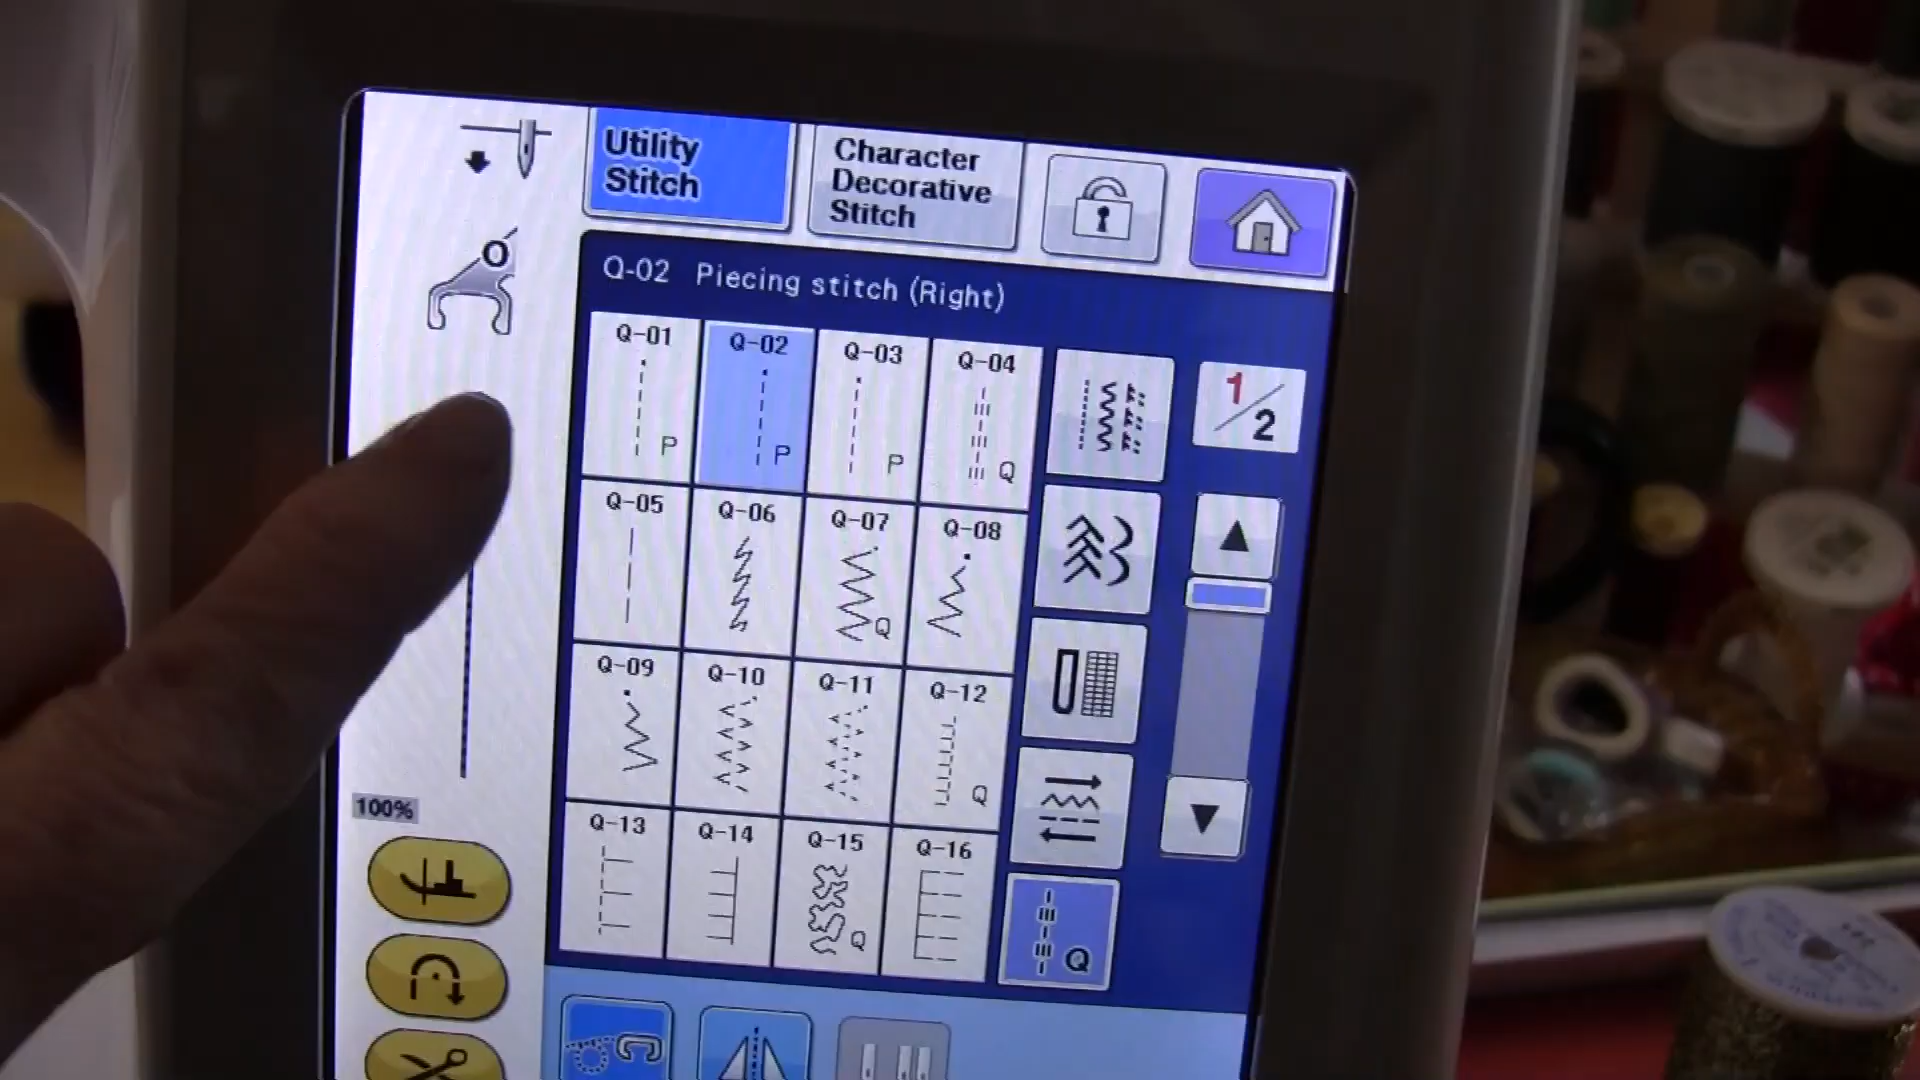 Utility
Stitch
Character
Decorative
Stitch
O
Q-02 Piecing stitch (Right)
Q-01 Q-02 Q-03 Q-04
P P P Q
1/2
Q-05 Q-06 Q-07 Q-08
Q
Q-09 Q-10 Q-11 Q-12
Q
100%
Q-13 Q-14 Q-15 Q-16
Q
Q